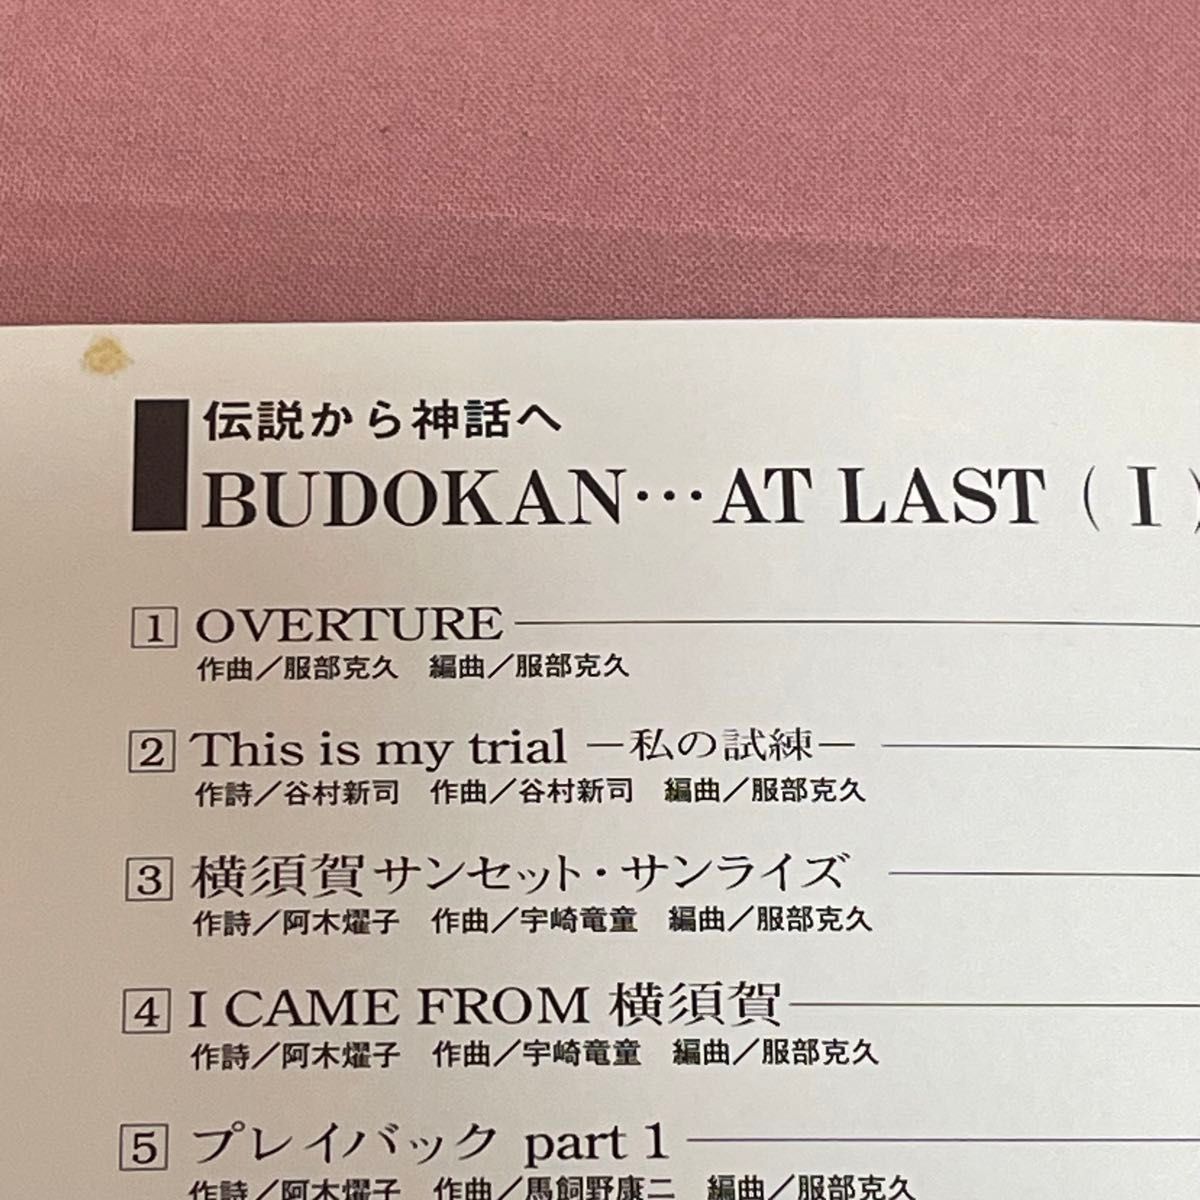 伝説から神話へ
BUDOKAN…AT LAST（Ⅰ）
1 OVERTURE
作曲／服部克久　編曲／服部克久
2 This is my trial －私の試練－
作詩／谷村新司　作曲／谷村新司　編曲／服部克久
3 横須賀サンセット・サンライズ
作詩／阿木燿子　作曲／宇崎竜童　編曲／服部克久
4 I CAME FROM 横須賀
作詩／阿木燿子　作曲／宇崎竜童　編曲／服部克久
5 プレイバック part 1
作詩／阿木燿子　作曲／馬飼野康二　編曲／服部克久